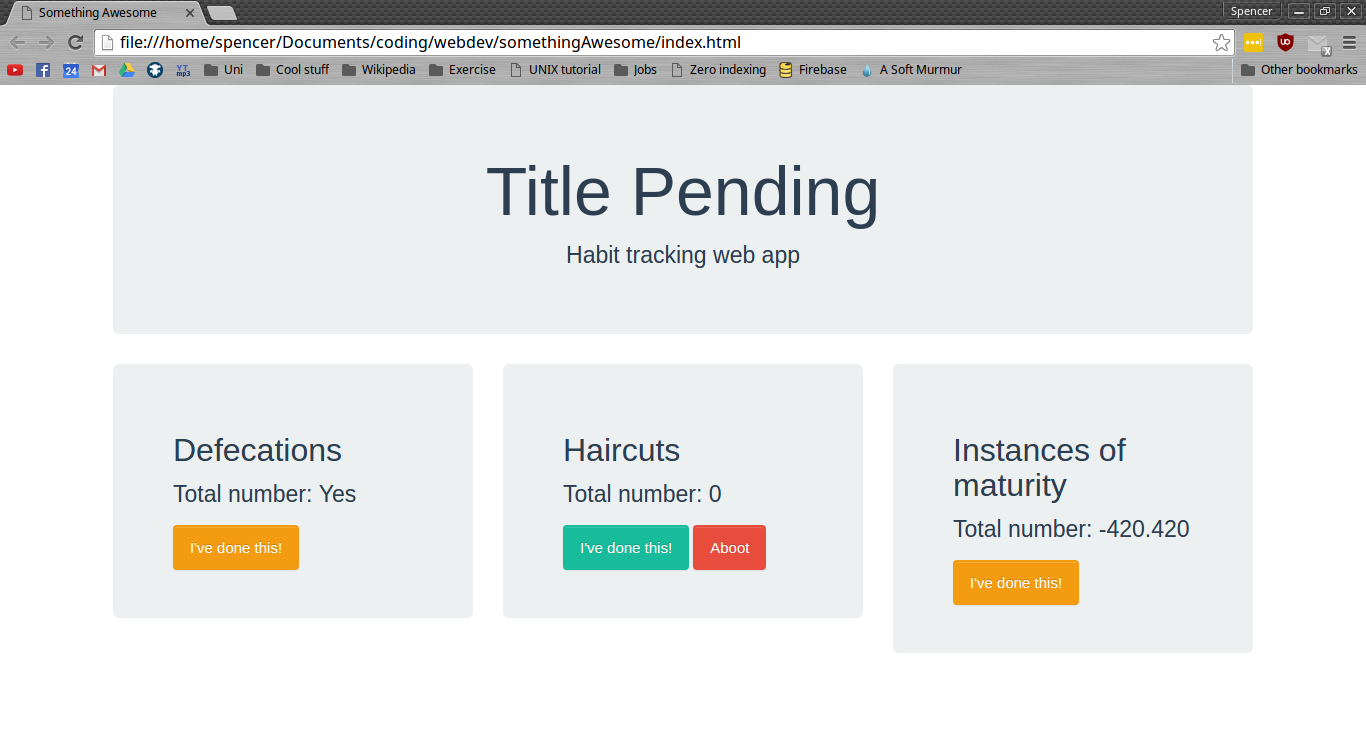 Something Awesome
Spencer
file:///home/spencer/Documents/coding/webdev/somethingAwesome/index.html
24 YT mp3 Uni Cool stuff Wikipedia Exercise UNIX tutorial Jobs Zero indexing Firebase A Soft Murmur Other bookmarks
Title Pending
Habit tracking web app
Defecations
Total number: Yes
I've done this!
Haircuts
Total number: 0
I've done this! Aboot
Instances of
maturity
Total number: -420.420
I've done this!